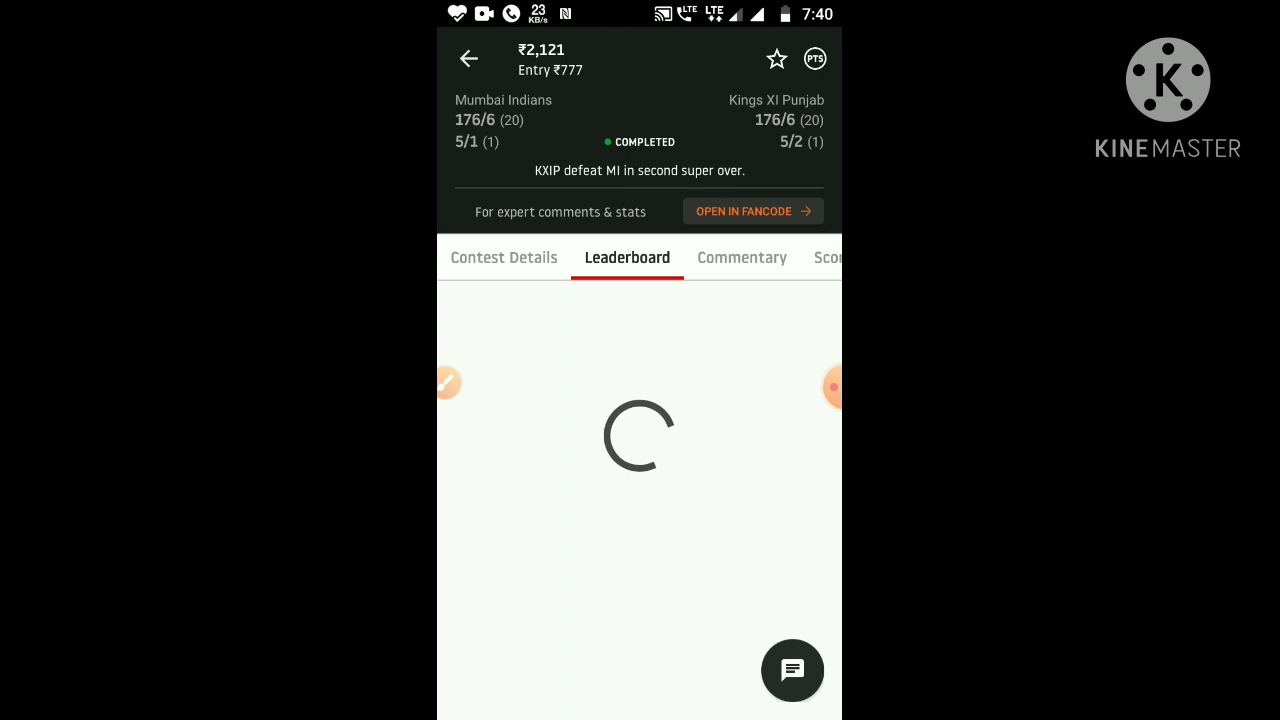 23
KB/s
LTE
LTE
7:40
₹2,121
Entry ₹777
PTS
Mumbai Indians
Kings XI Punjab
176/6 (20)
176/6 (20)
5/1 (1)
COMPLETED
5/2 (1)
KXIP defeat MI in second super over.
For expert comments & stats
OPEN IN FANCODE
Contest Details
Leaderboard
Commentary
Scor
K
KINEMASTER